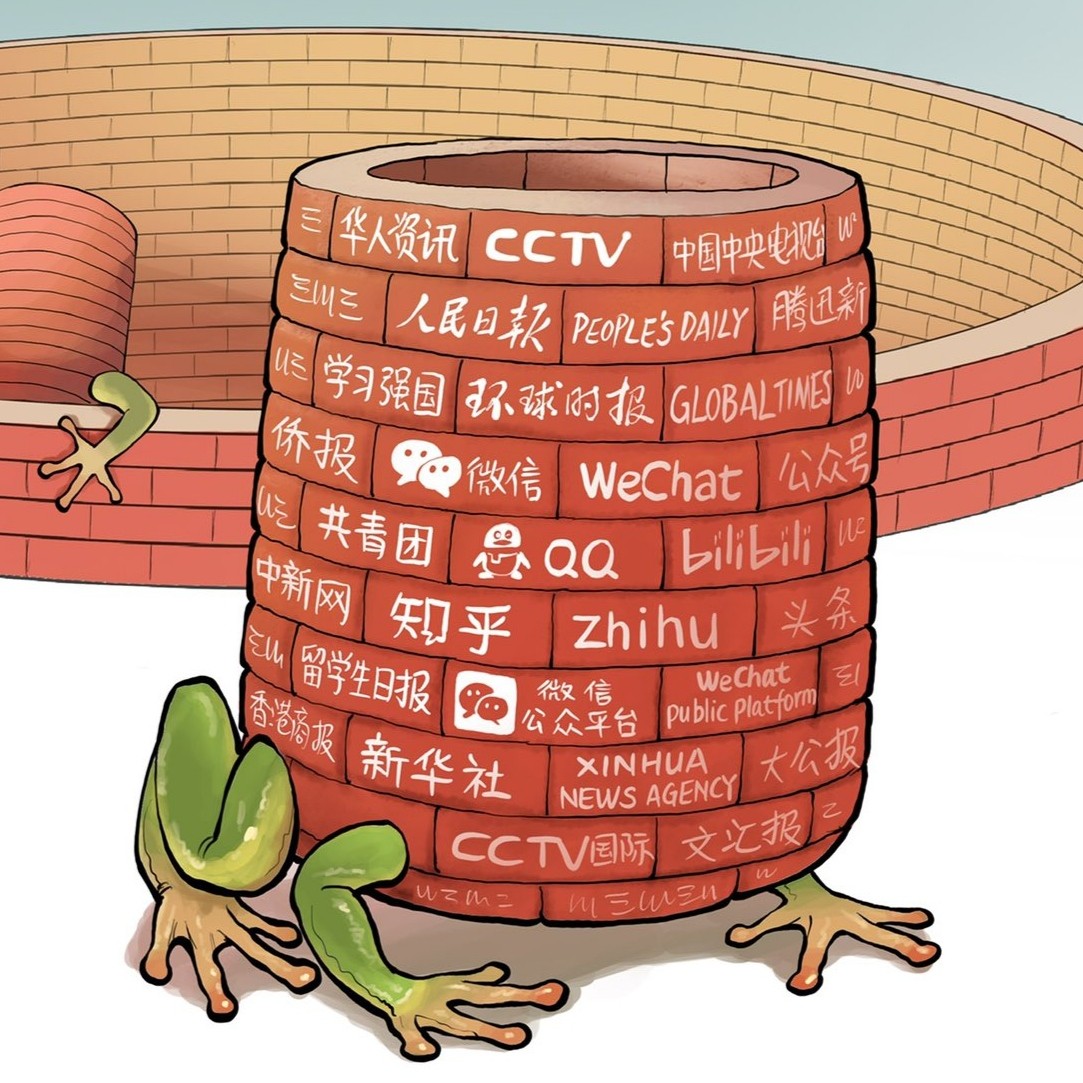 华人资讯 CCTV 中国中央电视台
人民日报 PEOPLE'S DAILY 腾迅新
学习强国 环球时报 GLOBALTIMES
侨报 微信 WeChat 公众号
共青团 QQ bilibili
中新网 知乎 zhihu 头条
留学生日报 微信公众平台 WeChat public platform
香港商报 新华社 XINHUA NEWS AGENCY 大公报
CCTV国际 文汇报